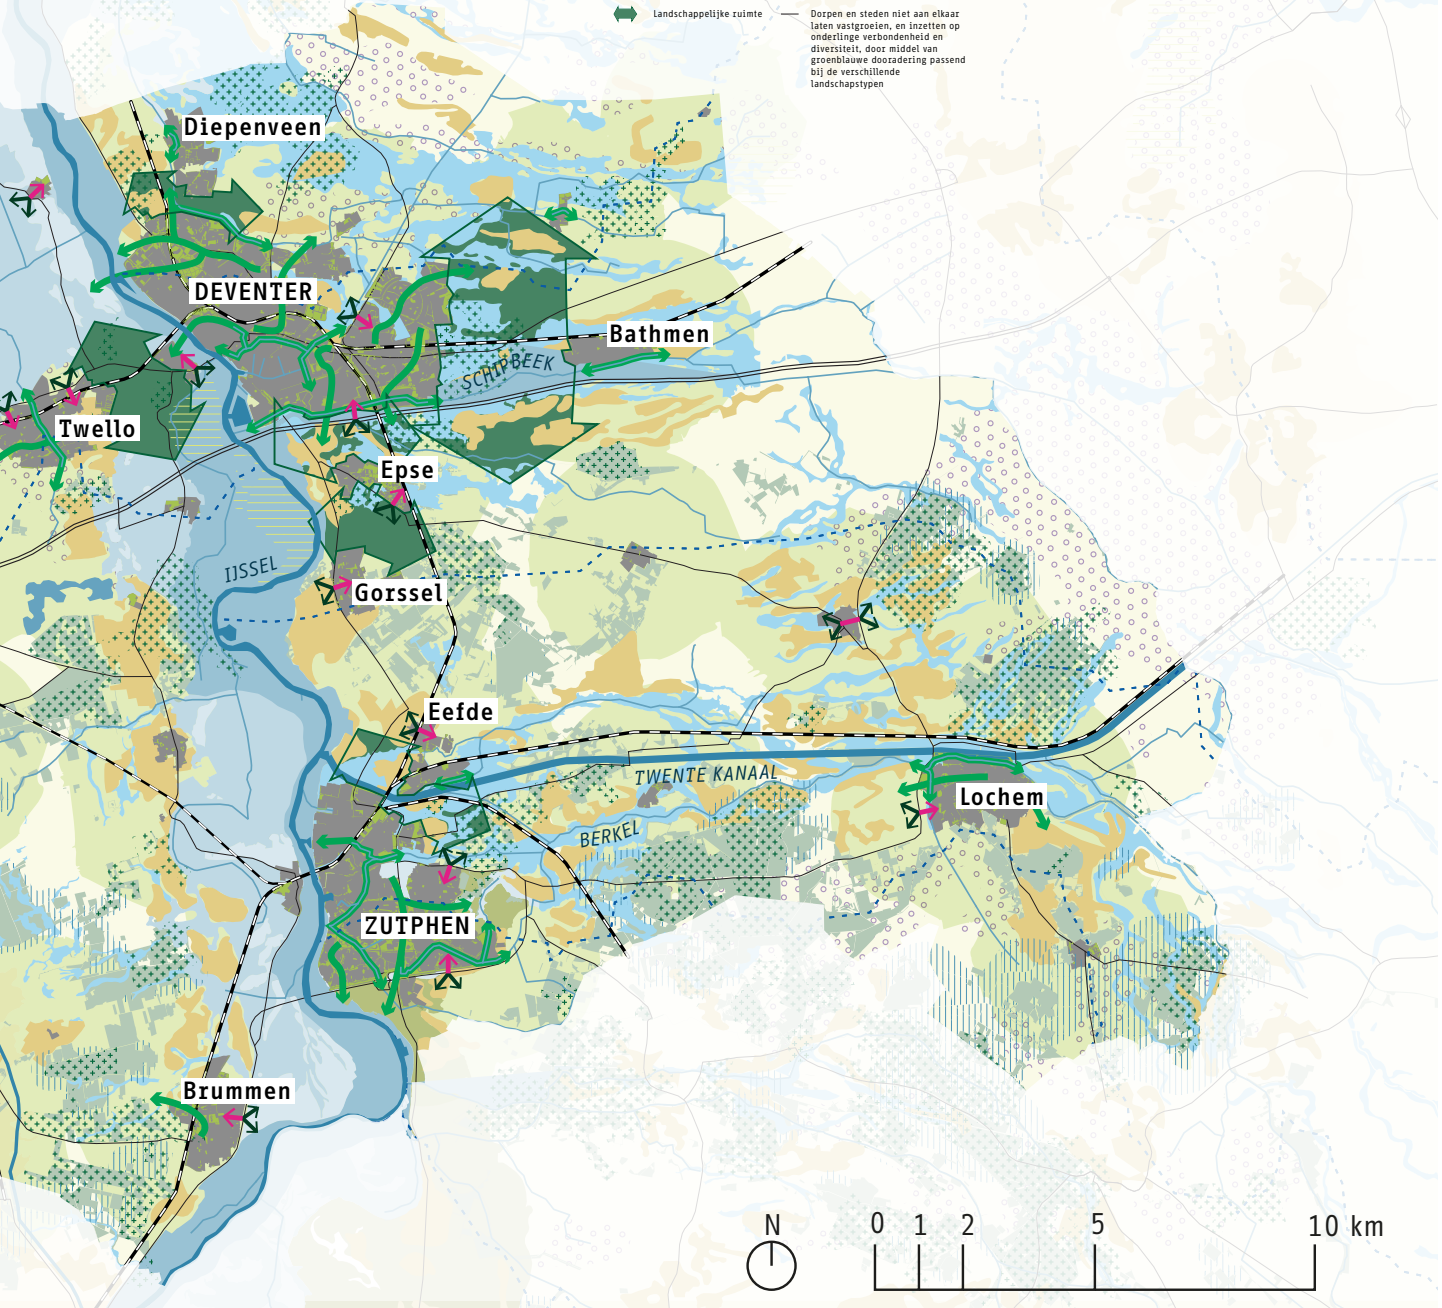 Landschappelijke ruimte
Dorpen en steden niet aan elkaar
laten vastgroeien, en inzetten op
onderlinge verbondenheid en
diversiteit, door middel van
groenblauwe dooradering passend
bij de verschillende
landschapstypen
Diepenveen
DEVENTER
Bathmen
SCHIPBEEK
Twello
Epse
IJSSEL
Gorssel
Eefde
TWENTE KANAAL
Lochem
BERKEL
ZUTPHEN
Brummen
N
0 1 2 5 10 km